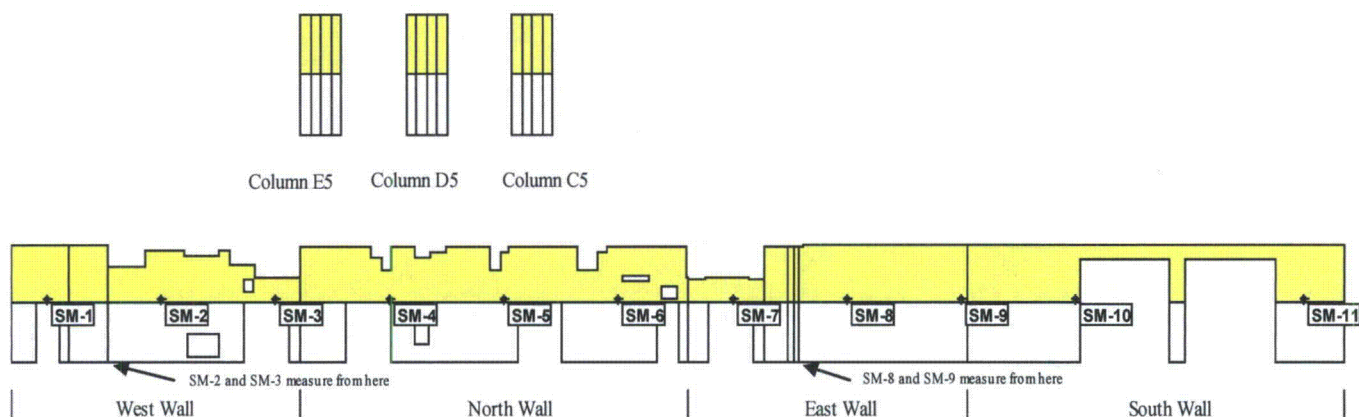 Column E5 Column D5 Column C5
SM-1 SM-2 SM-3 SM-4 SM-5 SM-6 SM-7 SM-8 SM-9 SM-10 SM-11
SM-2 and SM-3 measure from here SM-8 and SM-9 measure from here
West Wall North Wall East Wall South Wall